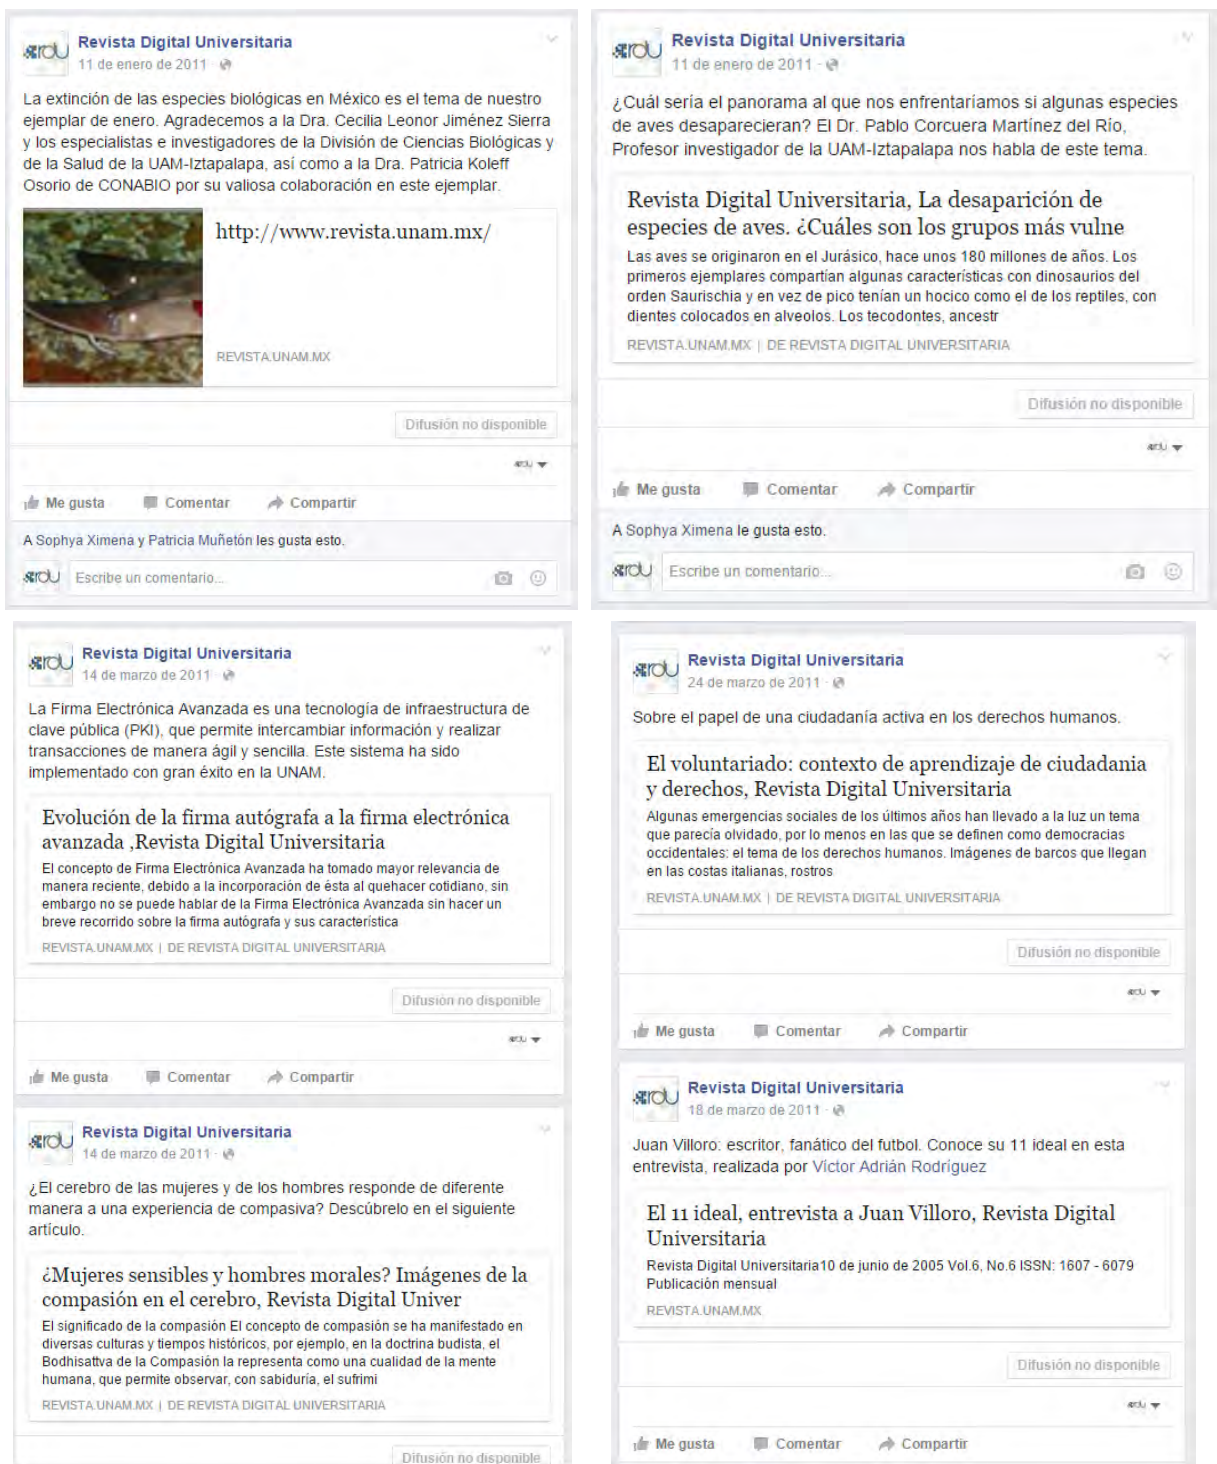 Revista Digital Universitaria
11 de enero de 2011
La extinción de las especies biológicas en México es el tema de nuestro
ejemplar de enero. Agradecemos a la Dra. Cecilia Leonor Jiménez Sierra
y los especialistas e investigadores de la División de Ciencias Biológicas y
de la Salud de la UAM-Iztapalapa, así como a la Dra. Patricia Koleff
Osorio de CONABIO por su valiosa colaboración en este ejemplar.
http://www.revista.unam.mx/
REVISTA.UNAM.MX
Difusión no disponible
rdu
Me gusta Comentar Compartir
A Sophya Ximena y Patricia Muñetón les gusta esto.
rdu Escribe un comentario...
rdu
Revista Digital Universitaria
11 de enero de 2011
¿Cuál sería el panorama al que nos enfrentaríamos si algunas especies
de aves desaparecieran? El Dr. Pablo Corcuera Martínez del Río,
Profesor investigador de la UAM-Iztapalapa nos habla de este tema.
Revista Digital Universitaria, La desaparición de
especies de aves. ¿Cuáles son los grupos más vulne
Las aves se originaron en el Jurásico, hace unos 180 millones de años. Los
primeros ejemplares compartían algunas características con dinosaurios del
orden Saurischia y en vez de pico tenían un hocico como el de los reptiles, con
dientes colocados en alveolos. Los tecodontes, ancestr
REVISTA.UNAM.MX | DE REVISTA DIGITAL UNIVERSITARIA
Difusión no disponible
rdu
Me gusta Comentar Compartir
A Sophya Ximena le gusta esto.
rdu Escribe un comentario...
rdu
Revista Digital Universitaria
14 de marzo de 2011
La Firma Electrónica Avanzada es una tecnología de infraestructura de
clave pública (PKI), que permite intercambiar información y realizar
transacciones de manera ágil y sencilla. Este sistema ha sido
implementado con gran éxito en la UNAM.
Evolución de la firma autógrafa a la firma electrónica
avanzada ,Revista Digital Universitaria
El concepto de Firma Electrónica Avanzada ha tomado mayor relevancia de
manera reciente, debido a la incorporación de ésta al quehacer cotidiano, sin
embargo no se puede hablar de la Firma Electrónica Avanzada sin hacer un
breve recorrido sobre la firma autógrafa y sus característica
REVISTA.UNAM.MX | DE REVISTA DIGITAL UNIVERSITARIA
Difusión no disponible
rdu
Me gusta Comentar Compartir
rdu
Revista Digital Universitaria
14 de marzo de 2011
¿El cerebro de las mujeres y de los hombres responde de diferente
manera a una experiencia de compasiva? Descúbrelo en el siguiente
artículo.
¿Mujeres sensibles y hombres morales? Imágenes de la
compasión en el cerebro, Revista Digital Univer
El significado de la compasión El concepto de compasión se ha manifestado en
diversas culturas y tiempos históricos, por ejemplo, en la doctrina budista, el
Bodhisattva de la Compasión la representa como una cualidad de la mente
humana, que permite observar, con sabiduría, el sufrimi
REVISTA.UNAM.MX | DE REVISTA DIGITAL UNIVERSITARIA
Difusión no disponible
rdu
Revista Digital Universitaria
24 de marzo de 2011
Sobre el papel de una ciudadanía activa en los derechos humanos.
El voluntariado: contexto de aprendizaje de ciudadania
y derechos, Revista Digital Universitaria
Algunas emergencias sociales de los últimos años han llevado a la luz un tema
que parecía olvidado, por lo menos en las que se definen como democracias
occidentales: el tema de los derechos humanos. Imágenes de barcos que llegan
en las costas italianas, rostros
REVISTA.UNAM.MX | DE REVISTA DIGITAL UNIVERSITARIA
Difusión no disponible
rdu
Me gusta Comentar Compartir
rdu
Revista Digital Universitaria
18 de marzo de 2011
Juan Villoro: escritor, fanático del futbol. Conoce su 11 ideal en esta
entrevista, realizada por Víctor Adrián Rodríguez
El 11 ideal, entrevista a Juan Villoro, Revista Digital
Universitaria
Revista Digital Universitaria10 de junio de 2005 Vol.6, No.6 ISSN: 1607 - 6079
Publicación mensual
REVISTA.UNAM.MX
Difusión no disponible
rdu
Me gusta Comentar Compartir